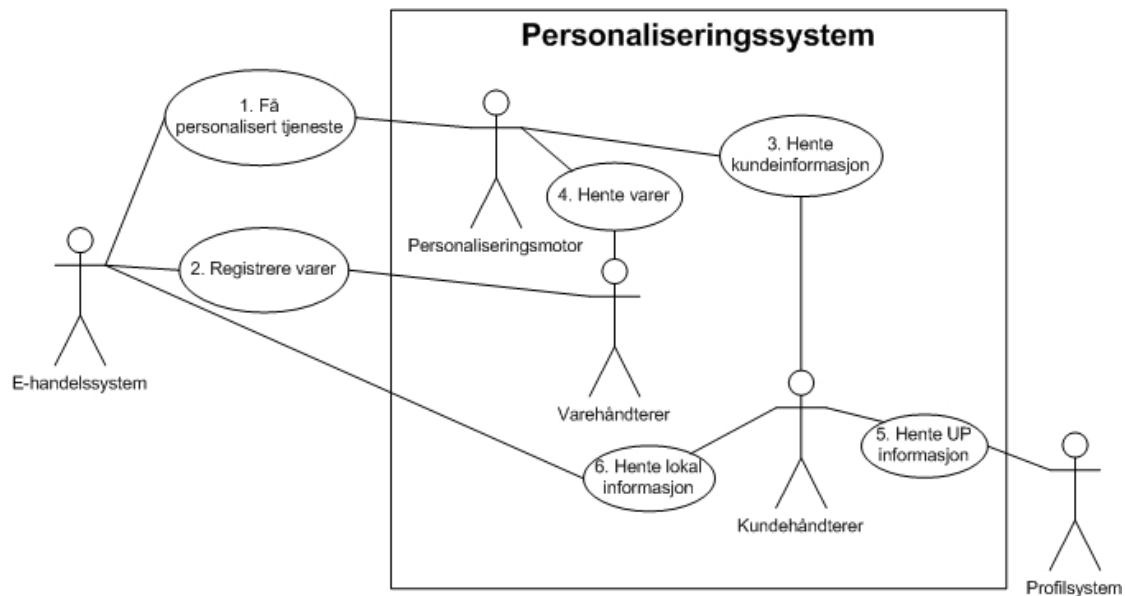 Personaliseringssystem
1. Få
personalisert tjeneste
3. Hente
kundeinformasjon
4. Hente varer
Personaliseringsmotor
2. Registrere varer
E-handelssystem
Varehåndterer
5. Hente UP
informasjon
6. Hente lokal
informasjon
Kundehåndterer
Profilsystem